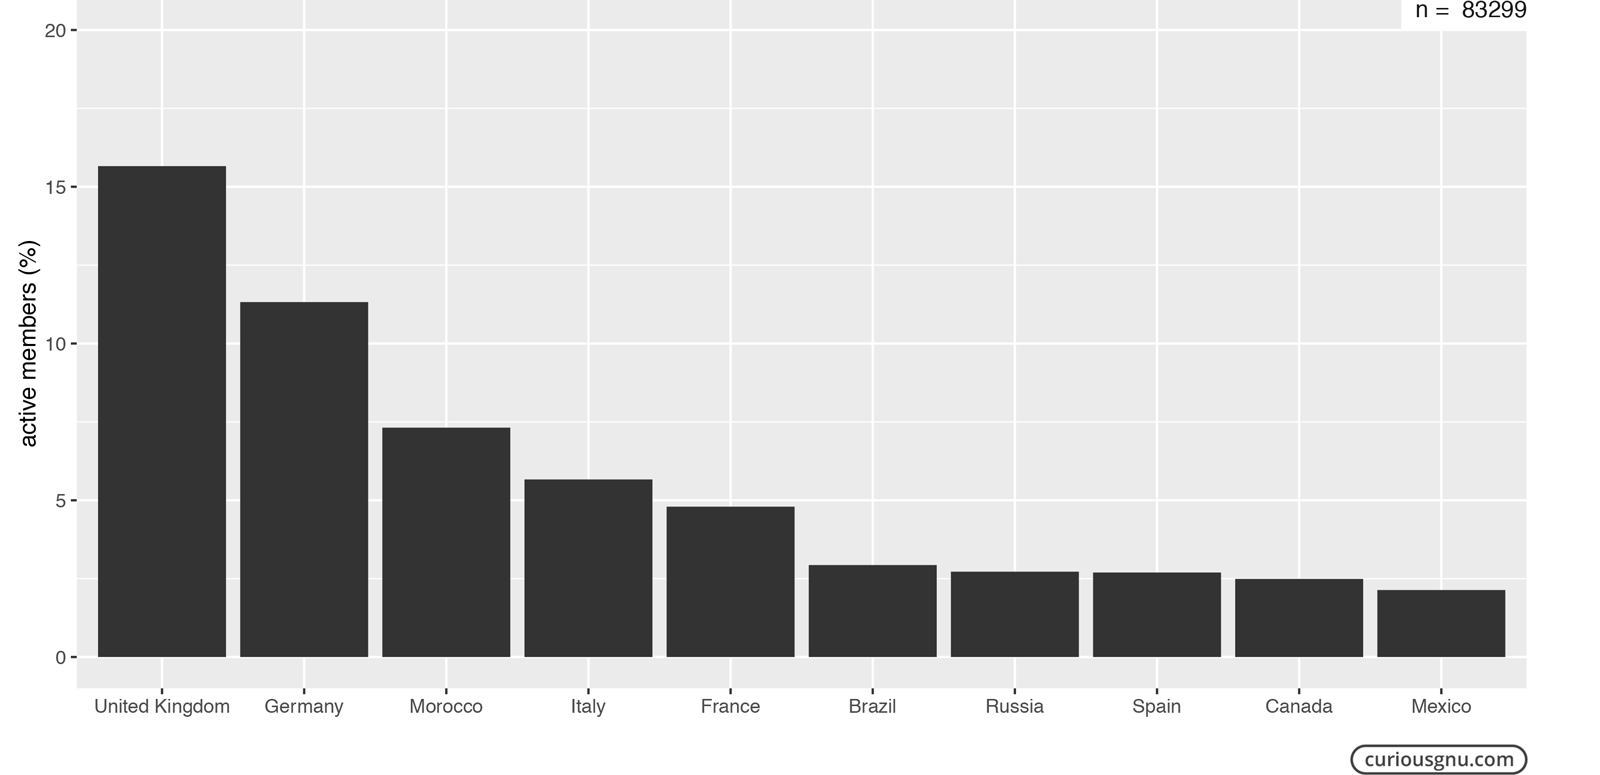 n = 83299
20
15
10
5
0
active members (%)
United Kingdom Germany Morocco Italy France Brazil Russia Spain Canada Mexico
curiousgnu.com